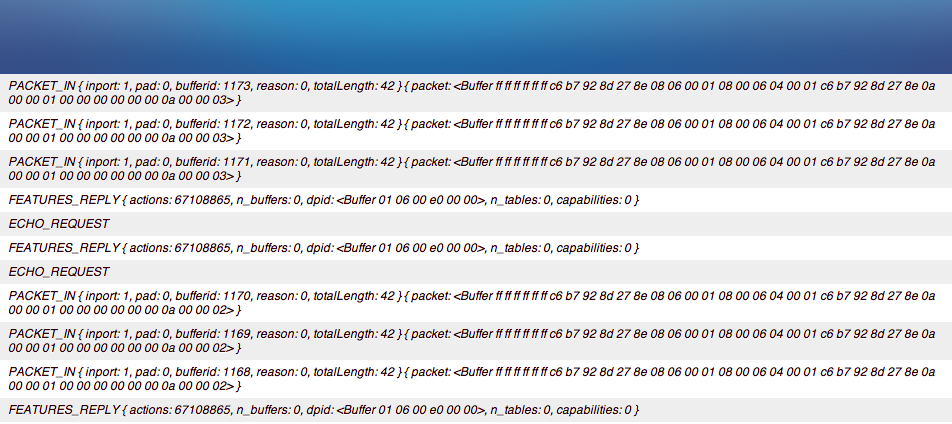 PACKET_IN { inport: 1, pad: 0, bufferid: 1173, reason: 0, totalLength: 42 } { packet: <Buffer ff ff ff ff ff ff c6 b7 92 8d 27 8e 08 06 00 01 08 00 06 04 00 01 c6 b7 92 8d 27 8e 0a
00 00 01 00 00 00 00 00 00 0a 00 00 03> }
PACKET_IN { inport: 1, pad: 0, bufferid: 1172, reason: 0, totalLength: 42 } { packet: <Buffer ff ff ff ff ff ff c6 b7 92 8d 27 8e 08 06 00 01 08 00 06 04 00 01 c6 b7 92 8d 27 8e 0a
00 00 01 00 00 00 00 00 00 0a 00 00 03> }
PACKET_IN { inport: 1, pad: 0, bufferid: 1171, reason: 0, totalLength: 42 } { packet: <Buffer ff ff ff ff ff ff c6 b7 92 8d 27 8e 08 06 00 01 08 00 06 04 00 01 c6 b7 92 8d 27 8e 0a
00 00 01 00 00 00 00 00 00 0a 00 00 03> }
FEATURES_REPLY { actions: 67108865, n_buffers: 0, dpid: <Buffer 01 06 00 e0 00 00>, n_tables: 0, capabilities: 0 }
ECHO_REQUEST
FEATURES_REPLY { actions: 67108865, n_buffers: 0, dpid: <Buffer 01 06 00 e0 00 00>, n_tables: 0, capabilities: 0 }
ECHO_REQUEST
PACKET_IN { inport: 1, pad: 0, bufferid: 1170, reason: 0, totalLength: 42 } { packet: <Buffer ff ff ff ff ff ff c6 b7 92 8d 27 8e 08 06 00 01 08 00 06 04 00 01 c6 b7 92 8d 27 8e 0a
00 00 01 00 00 00 00 00 00 0a 00 00 02> }
PACKET_IN { inport: 1, pad: 0, bufferid: 1169, reason: 0, totalLength: 42 } { packet: <Buffer ff ff ff ff ff ff c6 b7 92 8d 27 8e 08 06 00 01 08 00 06 04 00 01 c6 b7 92 8d 27 8e 0a
00 00 01 00 00 00 00 00 00 0a 00 00 02> }
PACKET_IN { inport: 1, pad: 0, bufferid: 1168, reason: 0, totalLength: 42 } { packet: <Buffer ff ff ff ff ff ff c6 b7 92 8d 27 8e 08 06 00 01 08 00 06 04 00 01 c6 b7 92 8d 27 8e 0a
00 00 01 00 00 00 00 00 00 0a 00 00 02> }
FEATURES_REPLY { actions: 67108865, n_buffers: 0, dpid: <Buffer 01 06 00 e0 00 00>, n_tables: 0, capabilities: 0 }